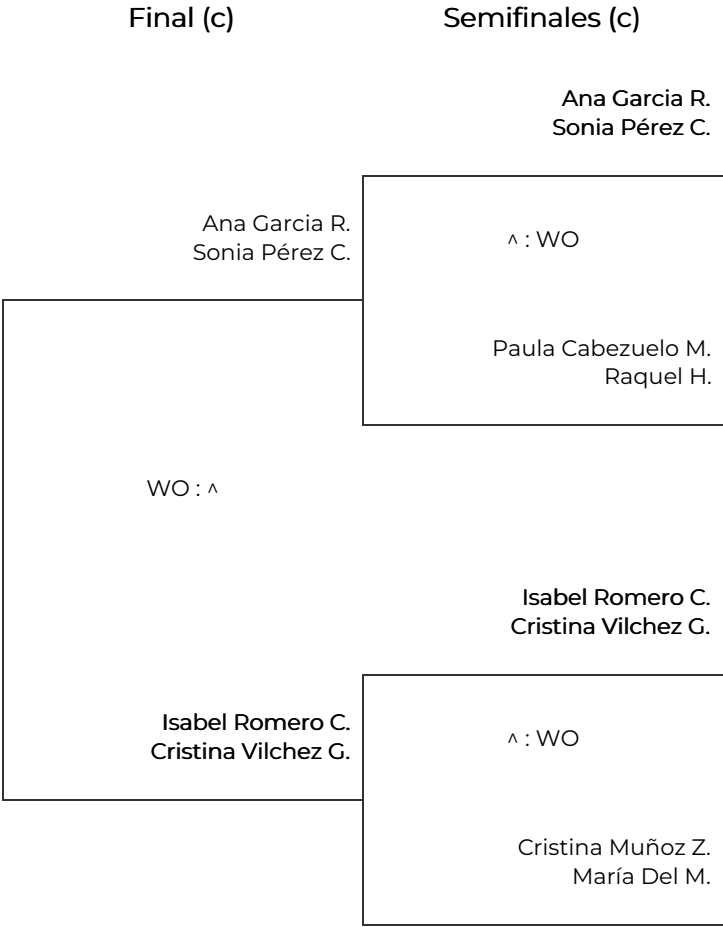 Final (c)
Semifinales (c)
Ana Garcia R.
Sonia Pérez C.
Ana Garcia R.
Sonia Pérez C.
^ : WO
Paula Cabezuelo M.
Raquel H.
WO : ^
Isabel Romero C.
Cristina Vilchez G.
Isabel Romero C.
Cristina Vilchez G.
^ : WO
Cristina Muñoz Z.
María Del M.